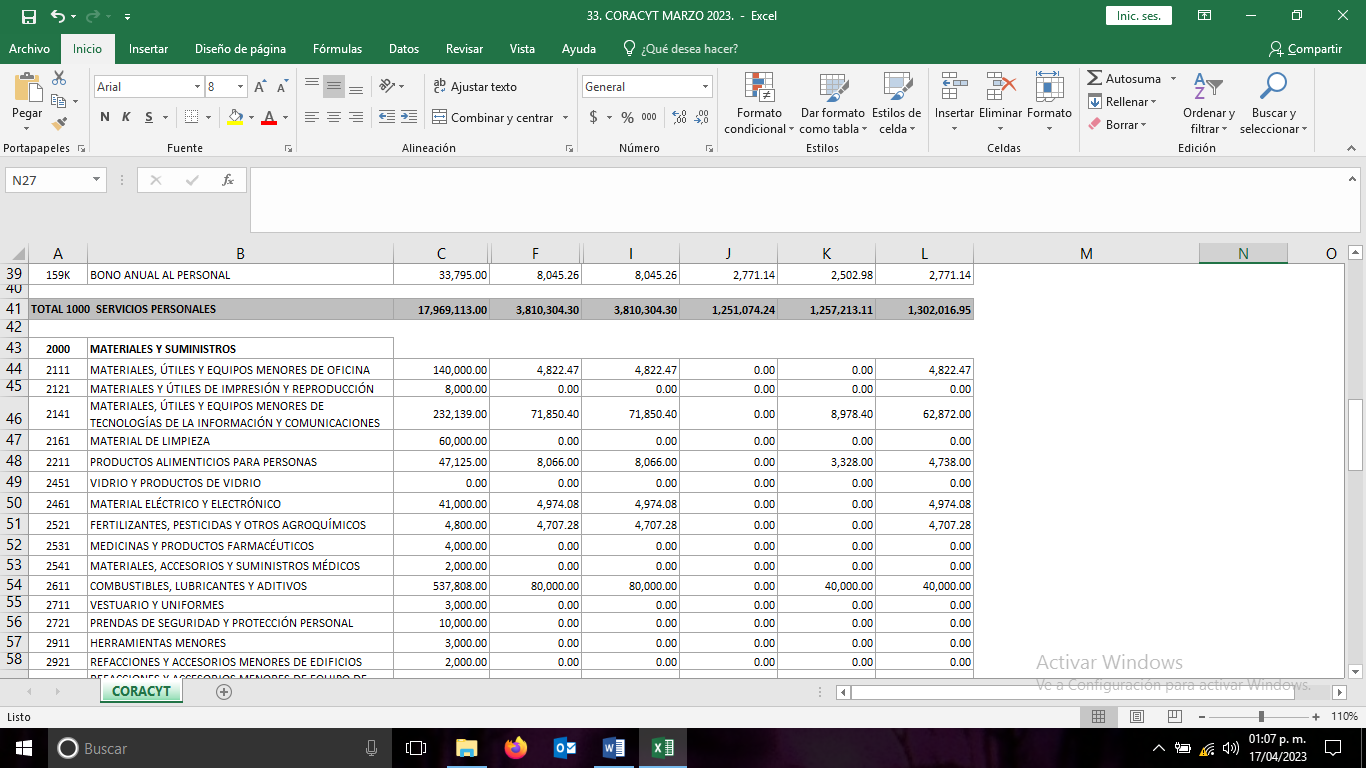 33. CORACYT MARZO 2023. - Excel
Inic. ses.
Archivo Inicio Insertar Diseño de página Fórmulas Datos Revisar Vista Ayuda ¿Qué desea hacer? Compartir
Pegar
Portapapeles
Arial 8
N K S
Fuente
Ajustar texto
Combinar y centrar
Alineación
General
$ % 000
Número
Formato condicional
Dar formato como tabla
Estilos de celda
Estilos
Insertar Eliminar Formato
Celdas
Autosuma
Rellenar
Borrar
Ordenar y filtrar
Buscar y seleccionar
Edición
N27
fx
A B C F I J K L M N O
39 159K BONO ANUAL AL PERSONAL 33,795.00 8,045.26 8,045.26 2,771.14 2,502.98 2,771.14
40
41 TOTAL 1000 SERVICIOS PERSONALES 17,969,113.00 3,810,304.30 3,810,304.30 1,251,074.24 1,257,213.11 1,302,016.95
42
43 2000 MATERIALES Y SUMINISTROS
44 2111 MATERIALES, ÚTILES Y EQUIPOS MENORES DE OFICINA 140,000.00 4,822.47 4,822.47 0.00 0.00 4,822.47
45 2121 MATERIALES Y ÚTILES DE IMPRESIÓN Y REPRODUCCIÓN 8,000.00 0.00 0.00 0.00 0.00 0.00
46 2141 MATERIALES, ÚTILES Y EQUIPOS MENORES DE
TECNOLOGÍAS DE LA INFORMACIÓN Y COMUNICACIONES 232,139.00 71,850.40 71,850.40 0.00 8,978.40 62,872.00
47 2161 MATERIAL DE LIMPIEZA 60,000.00 0.00 0.00 0.00 0.00 0.00
48 2211 PRODUCTOS ALIMENTICIOS PARA PERSONAS 47,125.00 8,066.00 8,066.00 0.00 3,328.00 4,738.00
49 2451 VIDRIO Y PRODUCTOS DE VIDRIO 0.00 0.00 0.00 0.00 0.00 0.00
50 2461 MATERIAL ELÉCTRICO Y ELECTRÓNICO 41,000.00 4,974.08 4,974.08 0.00 0.00 4,974.08
51 2521 FERTILIZANTES, PESTICIDAS Y OTROS AGROQUÍMICOS 4,800.00 4,707.28 4,707.28 0.00 0.00 4,707.28
52 2531 MEDICINAS Y PRODUCTOS FARMACÉUTICOS 4,000.00 0.00 0.00 0.00 0.00 0.00
53 2541 MATERIALES, ACCESORIOS Y SUMINISTROS MÉDICOS 2,000.00 0.00 0.00 0.00 0.00 0.00
54 2611 COMBUSTIBLES, LUBRICANTES Y ADITIVOS 537,808.00 80,000.00 80,000.00 0.00 40,000.00 40,000.00
55 2711 VESTUARIO Y UNIFORMES 3,000.00 0.00 0.00 0.00 0.00 0.00
56 2721 PRENDAS DE SEGURIDAD Y PROTECCIÓN PERSONAL 10,000.00 0.00 0.00 0.00 0.00 0.00
57 2911 HERRAMIENTAS MENORES 3,000.00 0.00 0.00 0.00 0.00 0.00
58 2921 REFACCIONES Y ACCESORIOS MENORES DE EDIFICIOS 2,000.00 0.00 0.00 0.00 0.00 0.00
REFACCIONES Y ACCESORIOS MENORES DE EQUIPO DE
Activar Windows
Ve a Configuración para activar Windows.
CORACYT
Listo
110%
Buscar
01:07 p. m.
17/04/2023